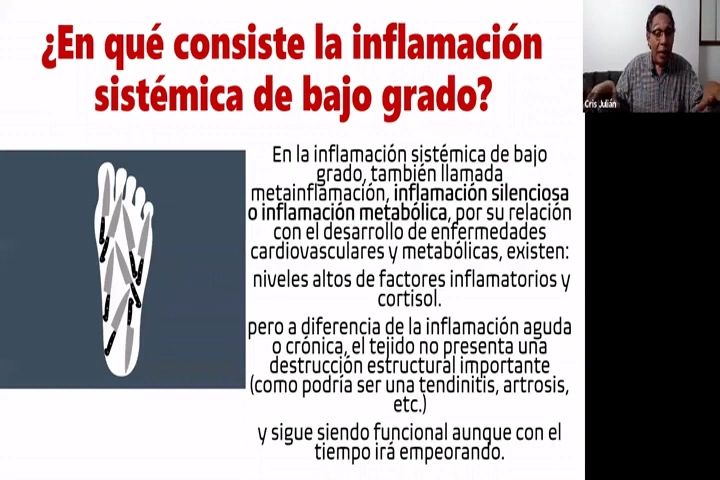 ¿En qué consiste la inflamación
sistémica de bajo grado?
Cris Julián
En la inflamación sistémica de bajo
grado, también llamada
metainflamación, inflamación silenciosa
o inflamación metabólica, por su relación
con el desarrollo de enfermedades
cardiovasculares y metabólicas, existen:
niveles altos de factores inflamatorios y
cortisol.
pero a diferencia de la inflamación aguda
o crónica, el tejido no presenta una
destrucción estructural importante
(como podría ser una tendinitis, artrosis,
etc.)
y sigue siendo funcional aunque con el
tiempo irá empeorando.